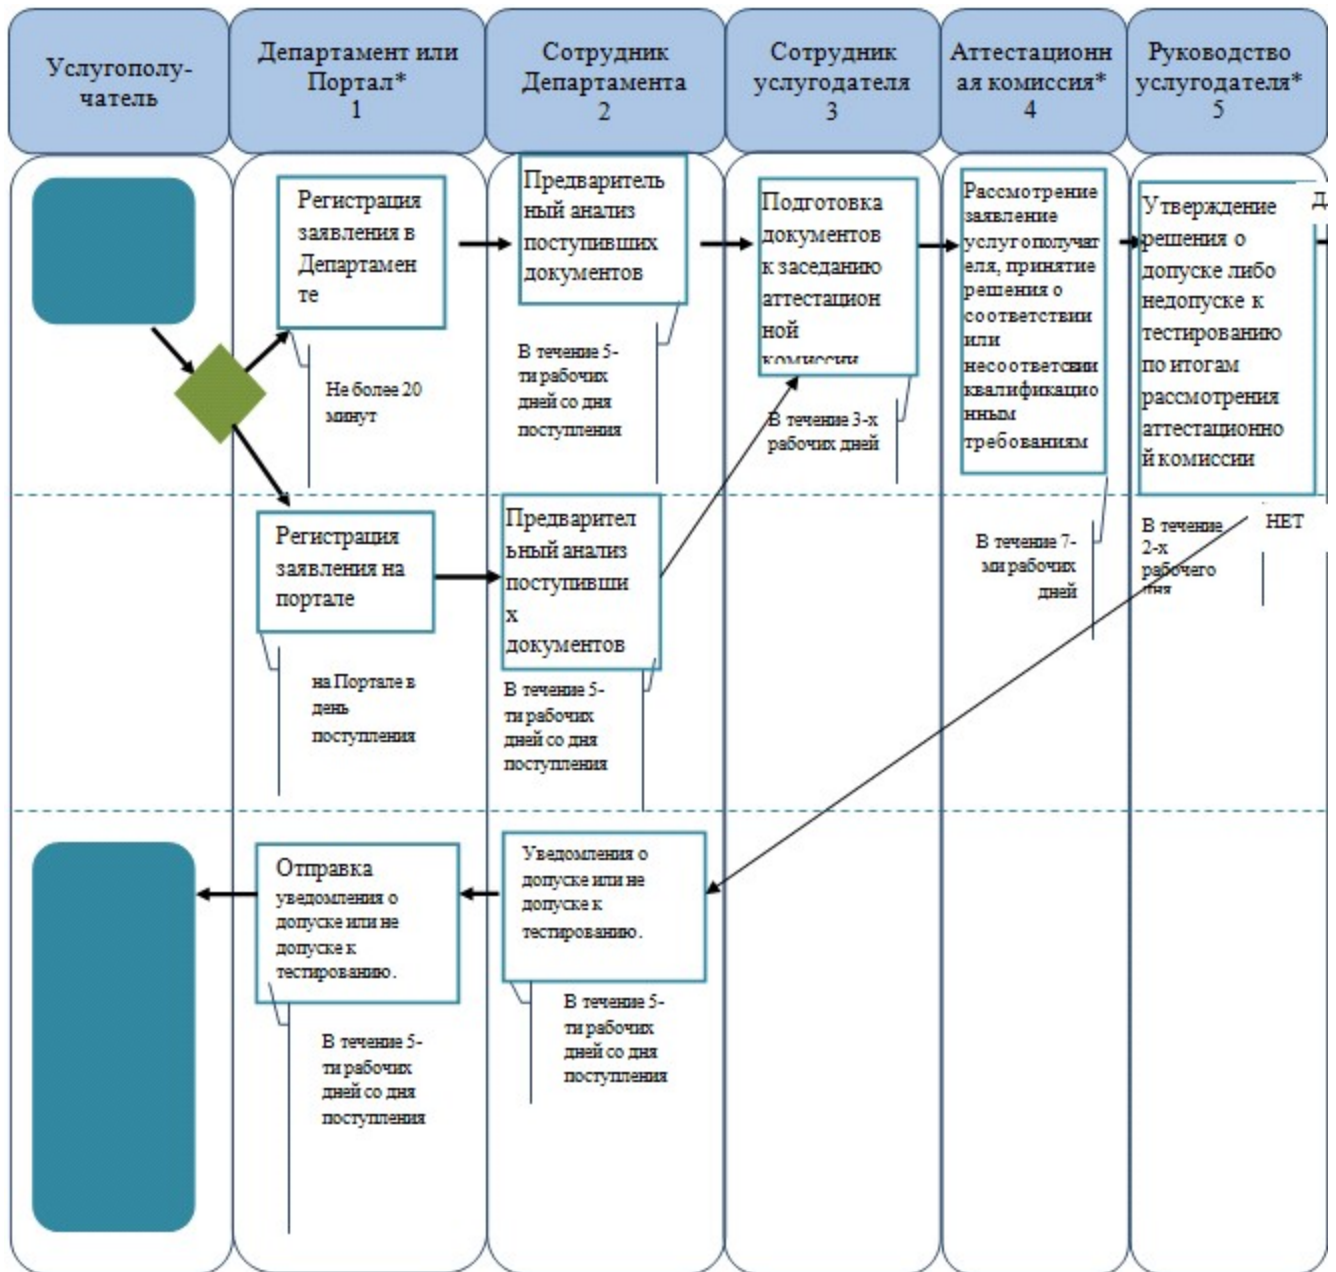 Услугополу-
чатель
Департамент или
Портал*
1
Сотрудник
Департамента
2
Сотрудник
услугодателя
3
Аттестационн
ая комиссия*
4
Руководство
услугодателя*
5
Регистрация
заявления в
Департамен
те
Предваритель
ный анализ
поступивших
документов
Подготовка
документов
к заседанию
аттестацион
ной
комиссии
Рассмотрение
заявление
услугополучат
еля, принятие
решения о
соответствии
или
несоответсвии
квалификацио
нным
требованиям
Утверждение
решения о
допуске либо
недопуске к
тестированию
по итогам
рассмотрения
аттестационно
й комиссии
Не более 20
минут
В течение 5-
ти рабочих
дней со дня
поступления
В течение 3-х
рабочих дней
В течение 7-
ми рабочих
дней
В течение
2-х
рабочего
дня
НЕТ
Регистрация
заявления на
портале
Предварител
ьный анализ
поступивши
х
документов
на Портале в
день
поступления
В течение 5-
ти рабочих
дней со дня
поступления
Отправка
уведомления о
допуске или не
допуске к
тестированию.
Уведомления о
допуске или не
допуске к
тестированию.
В течение 5-
ти рабочих
дней со дня
поступления
В течение 5-
ти рабочих
дней со дня
поступления